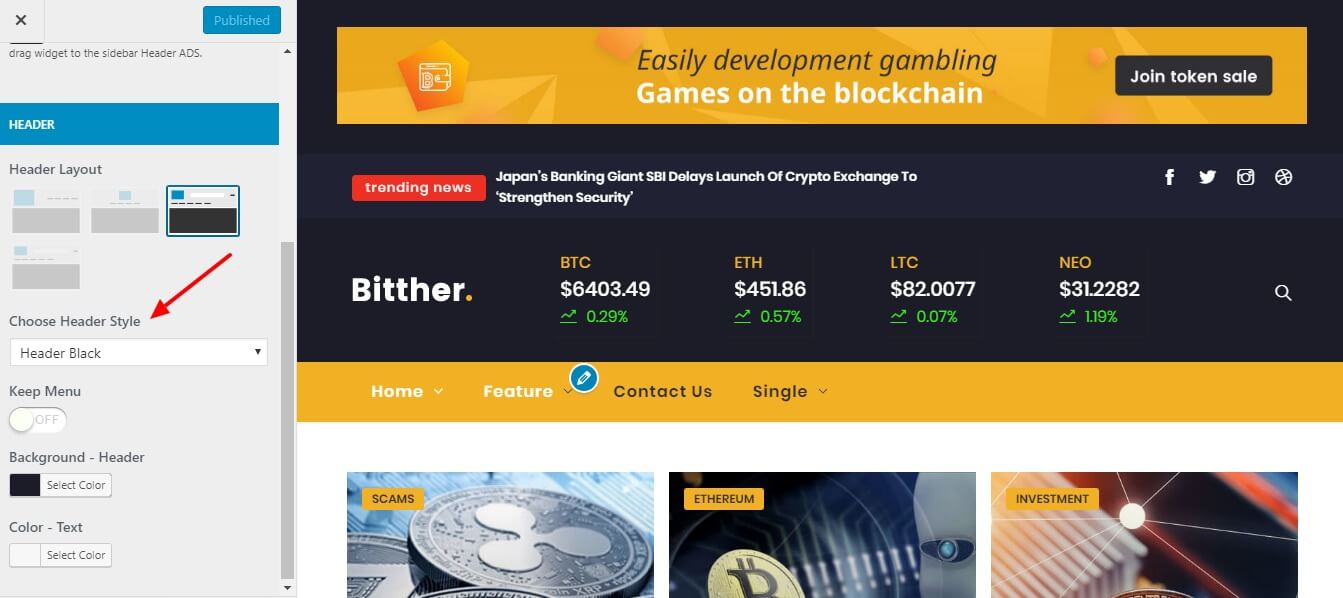 Published
drag widget to the sidebar Header ADS.
HEADER
Header Layout
Choose Header Style
Header Black
Keep Menu
OFF
Background - Header
Select Color
Color - Text
Select Color
Easily development gambling
Games on the blockchain
Join token sale
trending news
Japan's Banking Giant SBI Delays Launch Of Crypto Exchange To
‘Strengthen Security’
Bitther.
BTC
$6403.49
0.29%
ETH
$451.86
0.57%
LTC
$82.0077
0.07%
NEO
$31.2282
1.19%
Home
Feature
Contact Us
Single
SCAMS
ETHEREUM
INVESTMENT